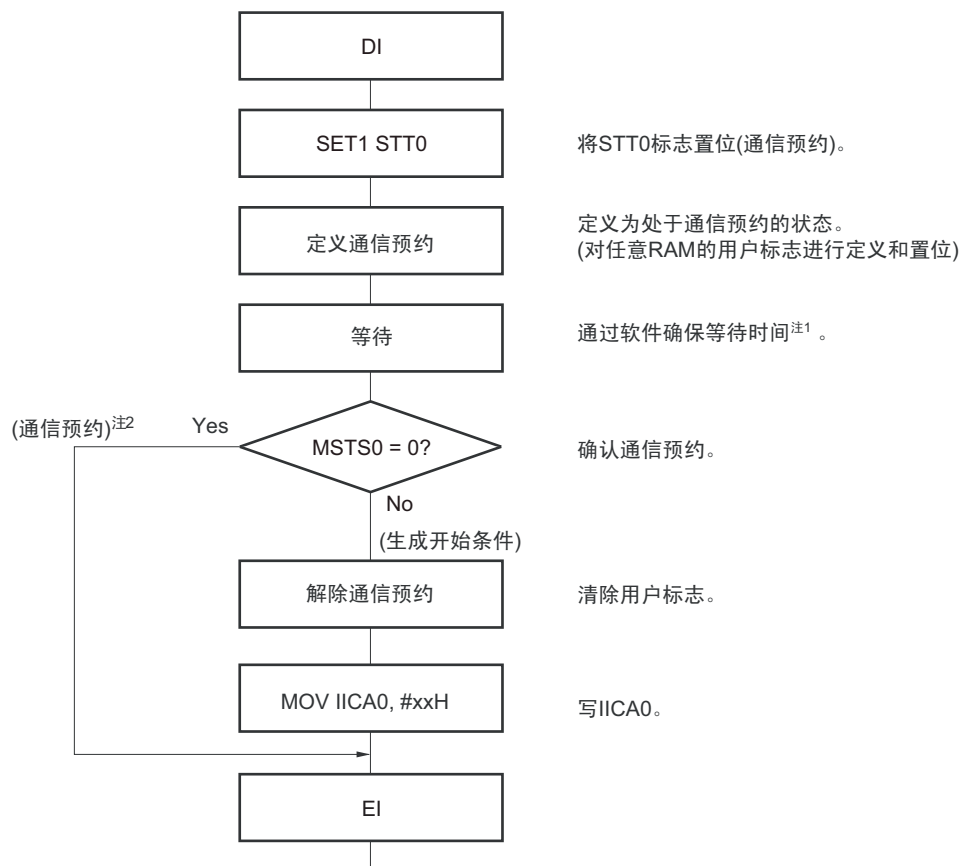 DI
SET1 STT0
将STT0标志置位(通信预约)。
定义通信预约
定义为处于通信预约的状态。
(对任意RAM的用户标志进行定义和置位)
等待
通过软件确保等待时间注1 。
(通信预约)注2
Yes
MSTS0 = 0?
确认通信预约。
No
(生成开始条件)
解除通信预约
清除用户标志。
MOV IICA0, #xxH
写IICA0。
EI